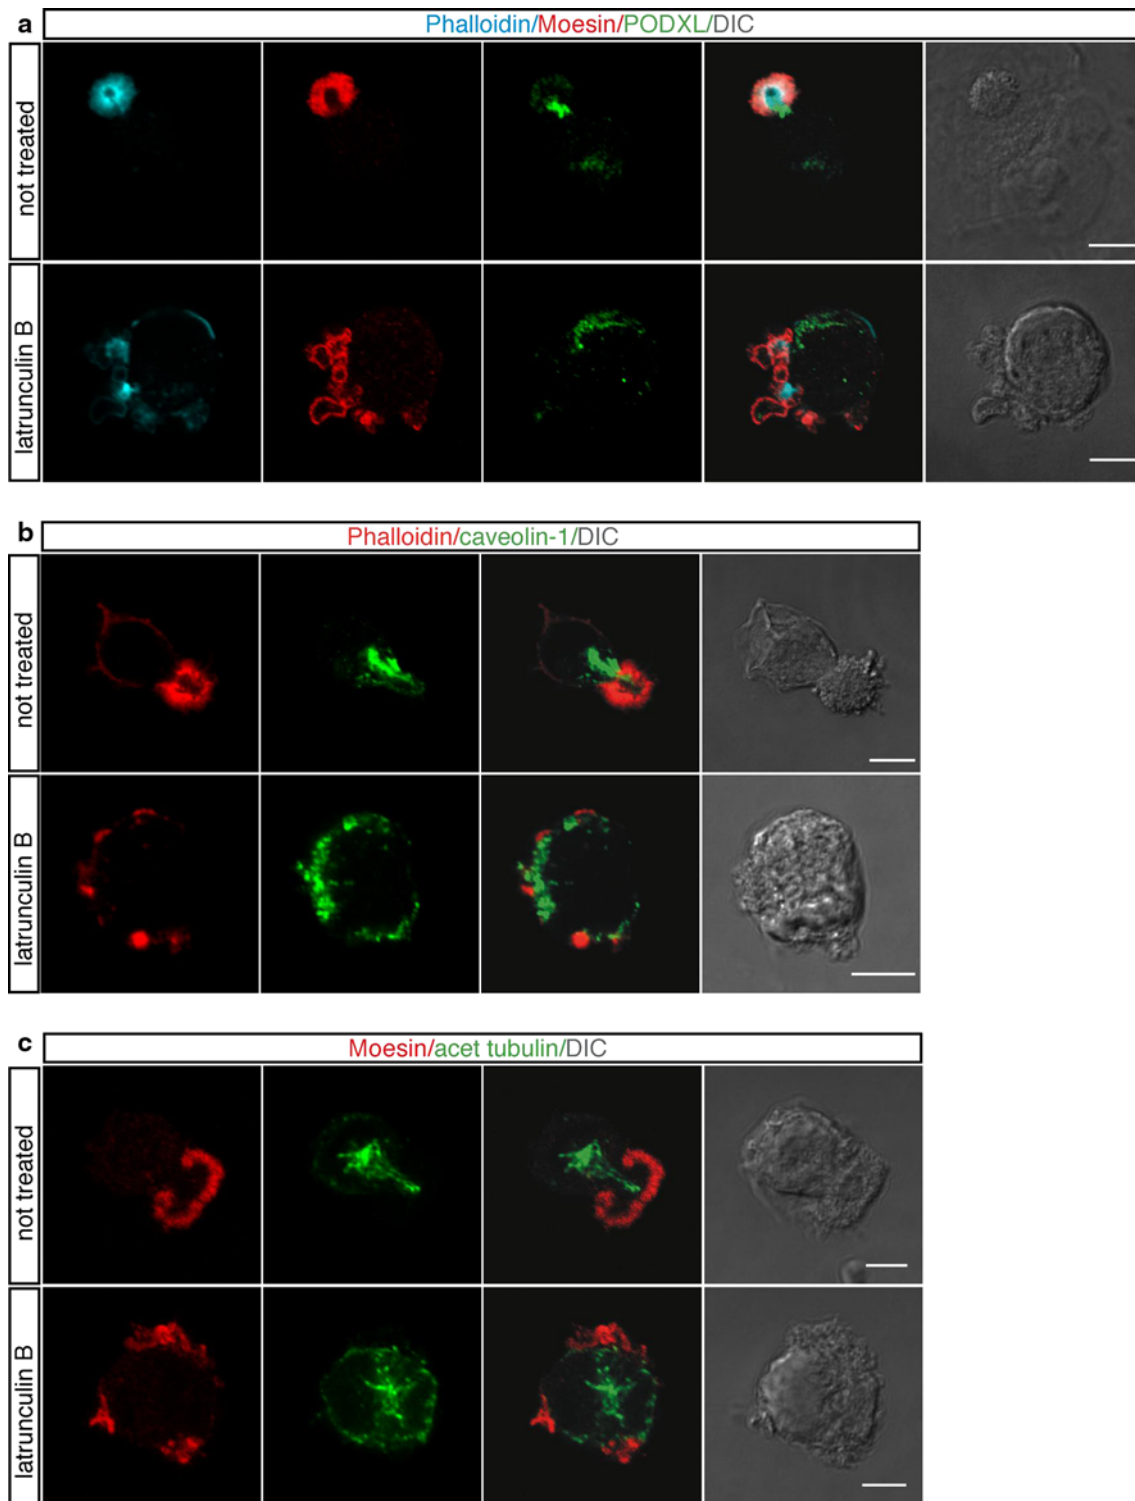 a
Phalloidin/Moesin/PODXL/DIC
not treated
latrunculin B
b
Phalloidin/caveolin-1/DIC
not treated
latrunculin B
c
Moesin/acet tubulin/DIC
not treated
latrunculin B